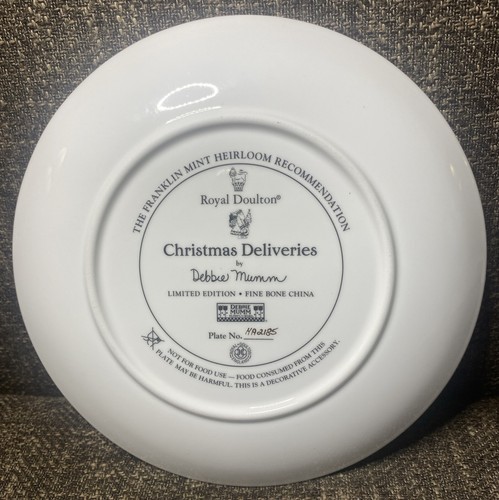 THE FRANKLIN MINT HEIRLOOM RECOMMENDATION
Royal Doulton®
Christmas Deliveries
by
Debbie Mumm
LIMITED EDITION • FINE BONE CHINA
DEBBIE
MUMM
Plate No. HA2185
NOT FOR FOOD USE — FOOD CONSUMED FROM THIS
PLATE MAY BE HARMFUL. THIS IS A DECORATIVE ACCESSORY.